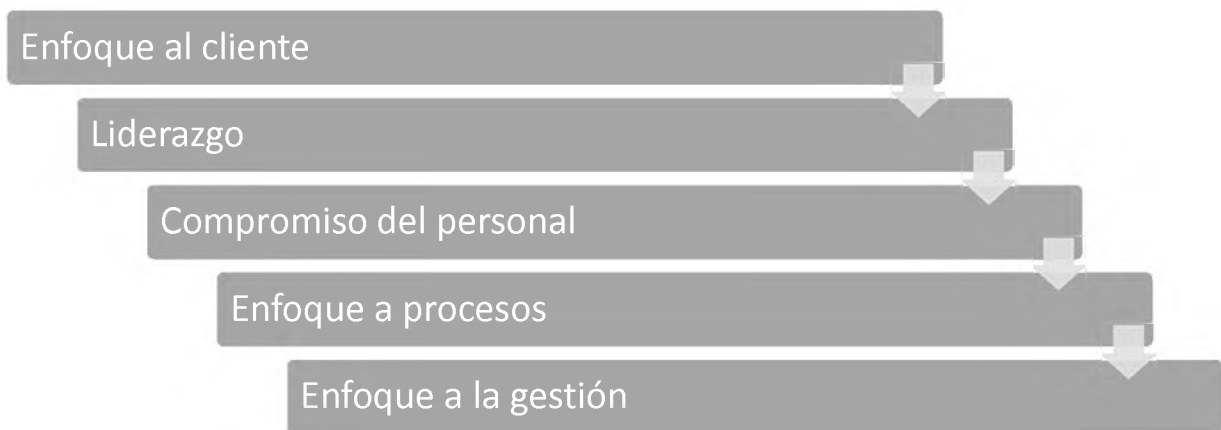 Enfoque al cliente
Liderazgo
Compromiso del personal
Enfoque a procesos
Enfoque a la gestión